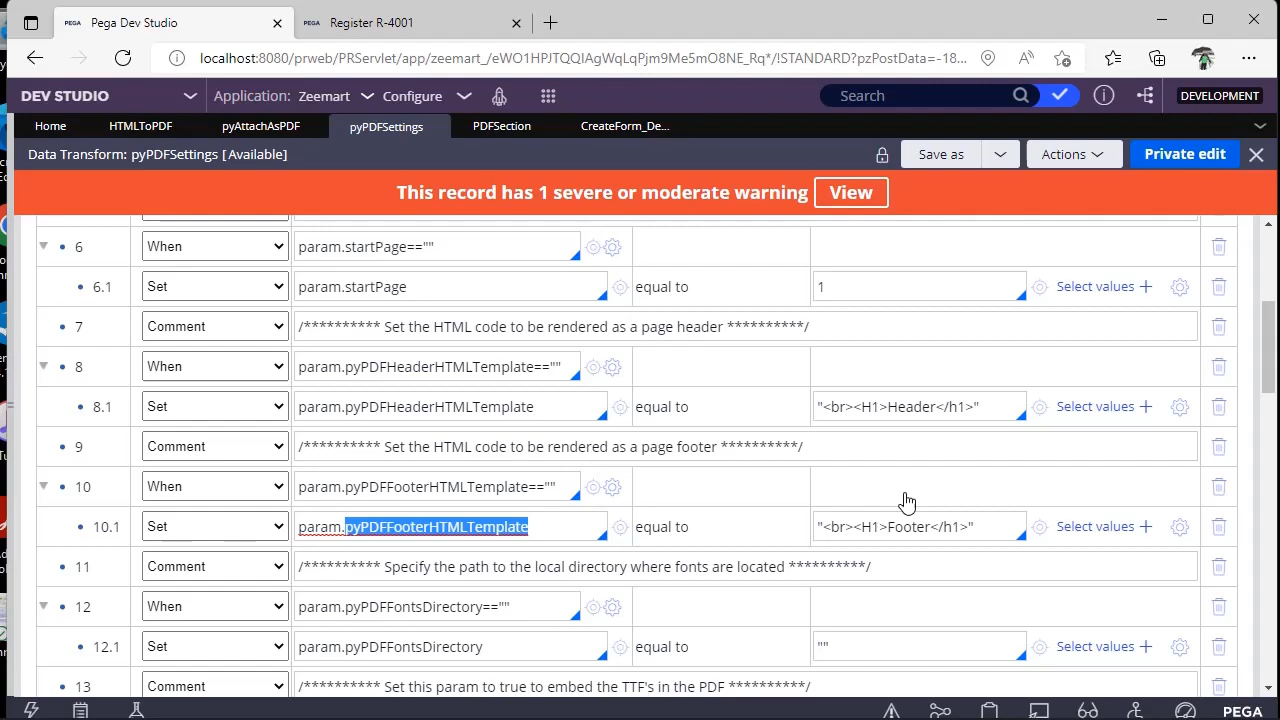 PEGA Pega Dev Studio
PEGA Register R-4001
localhost:8080/prweb/PRServlet/app/zeemart_/eWO1HPJTQQIAgWqLqPjm9Me5mO8NE_Rq*/!STANDARD?pzPostData=-18...
DEV STUDIO Application: Zeemart Configure Search DEVELOPMENT
Home HTMLToPDF pyAttachAsPDF pyPDFSettings PDFSection CreateForm_De...
Data Transform: pyPDFSettings [Available] Save as Actions Private edit
This record has 1 severe or moderate warning View
6 When param.startPage==""
6.1 Set param.startPage equal to 1 Select values
7 Comment /********** Set the HTML code to be rendered as a page header **********/
8 When param.pyPDFHeaderHTMLTemplate==""
8.1 Set param.pyPDFHeaderHTMLTemplate equal to "<br><H1>Header</h1>" Select values
9 Comment /********** Set the HTML code to be rendered as a page footer **********/
10 When param.pyPDFFooterHTMLTemplate==""
10.1 Set param.pyPDFFooterHTMLTemplate equal to "<br><H1>Footer</h1>" Select values
11 Comment /********** Specify the path to the local directory where fonts are located **********/
12 When param.pyPDFFontsDirectory==""
12.1 Set param.pyPDFFontsDirectory equal to "" Select values
13 Comment /********** Set this param to true to embed the TTF's in the PDF **********/
PEGA